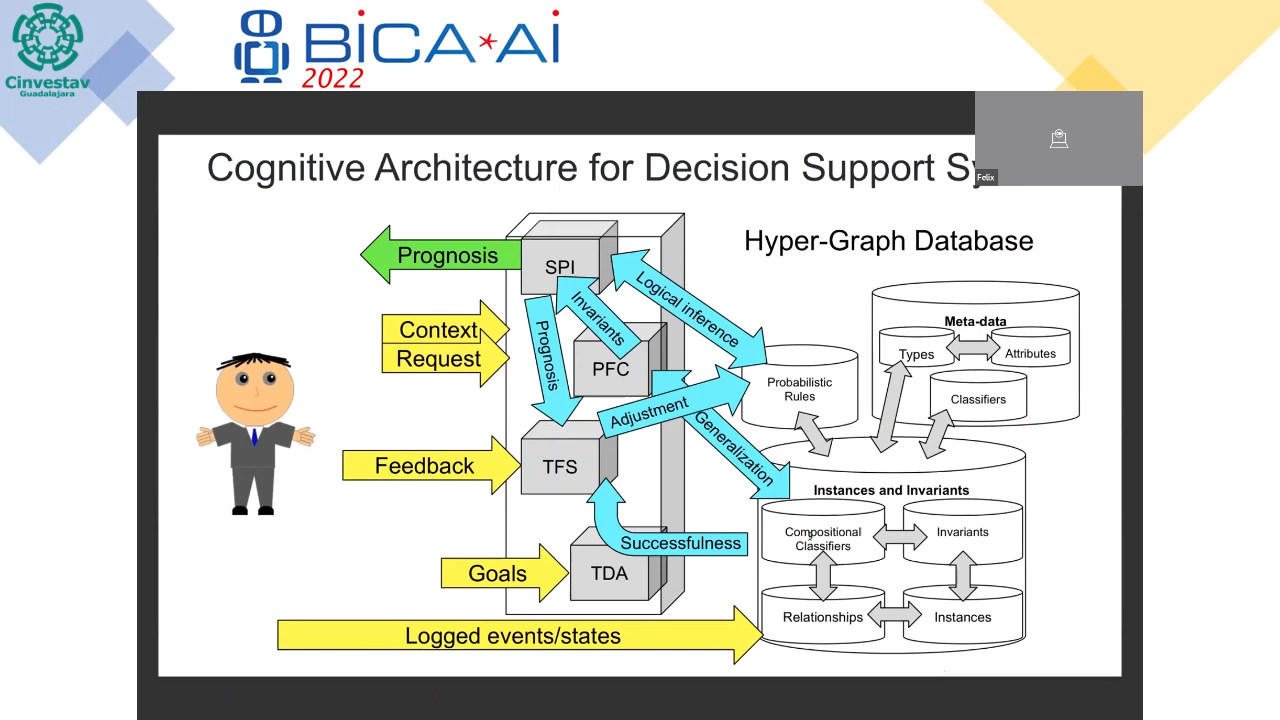 Cinvestav
Guadalajara
BiCA*Ai
2022
Felix
Cognitive Architecture for Decision Support
Hyper-Graph Database
Prognosis
SPI
Context
Request
Invariants
Prognosis
Logical inference
PFC
Adjustment
Generalization
Feedback
TFS
Successfulness
Goals
TDA
Logged events/states
Meta-data
Types
Attributes
Classifiers
Probabilistic
Rules
Instances and Invariants
Compositional
Classifiers
Invariants
Relationships
Instances